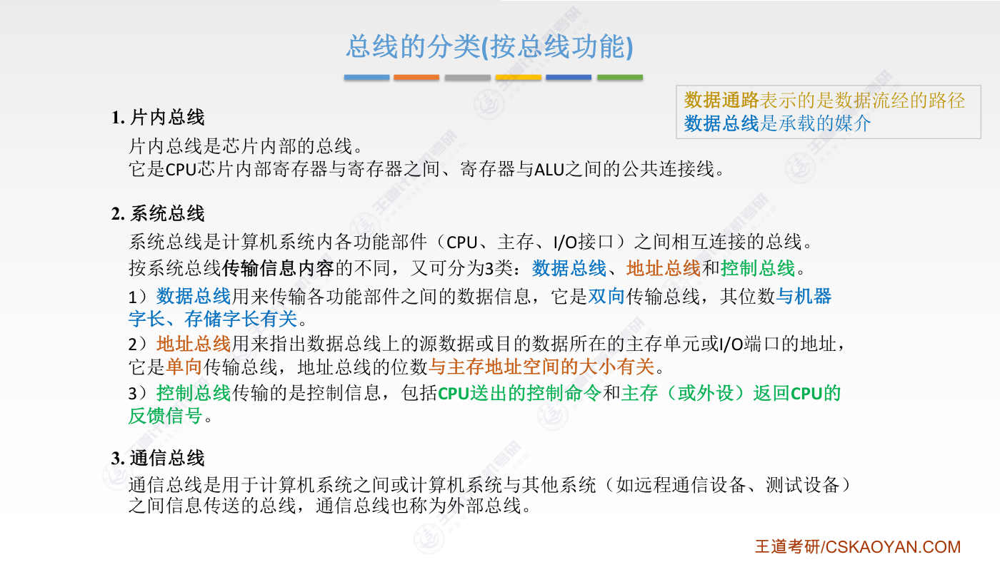 总线的分类(按总线功能)
数据通路表示的是数据流经的路径
数据总线是承载的媒介
1. 片内总线
片内总线是芯片内部的总线。
它是CPU芯片内部寄存器与寄存器之间、寄存器与ALU之间的公共连接线。
2. 系统总线
系统总线是计算机系统内各功能部件（CPU、主存、I/O接口）之间相互连接的总线。
按系统总线传输信息内容的不同，又可分为3类：数据总线、地址总线和控制总线。
1）数据总线用来传输各功能部件之间的数据信息，它是双向传输总线，其位数与机器
字长、存储字长有关。
2）地址总线用来指出数据总线上的源数据或目的数据所在的主存单元或I/O端口的地址，
它是单向传输总线，地址总线的位数与主存地址空间的大小有关。
3）控制总线传输的是控制信息，包括CPU送出的控制命令和主存（或外设）返回CPU的
反馈信号。
3. 通信总线
通信总线是用于计算机系统之间或计算机系统与其他系统（如远程通信设备、测试设备）
之间信息传送的总线，通信总线也称为外部总线。
王道考研/CSKAOYAN.COM